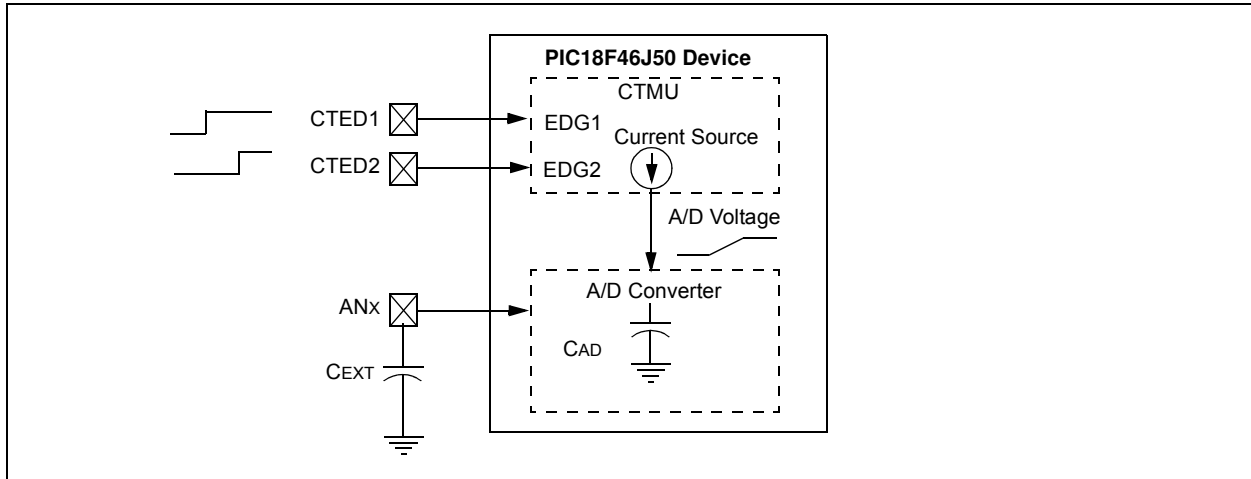 PIC18F46J50 Device
CTMU
CTED1
EDG1
Current Source
CTED2
EDG2
A/D Voltage
A/D Converter
ANX
CAD
CEXT